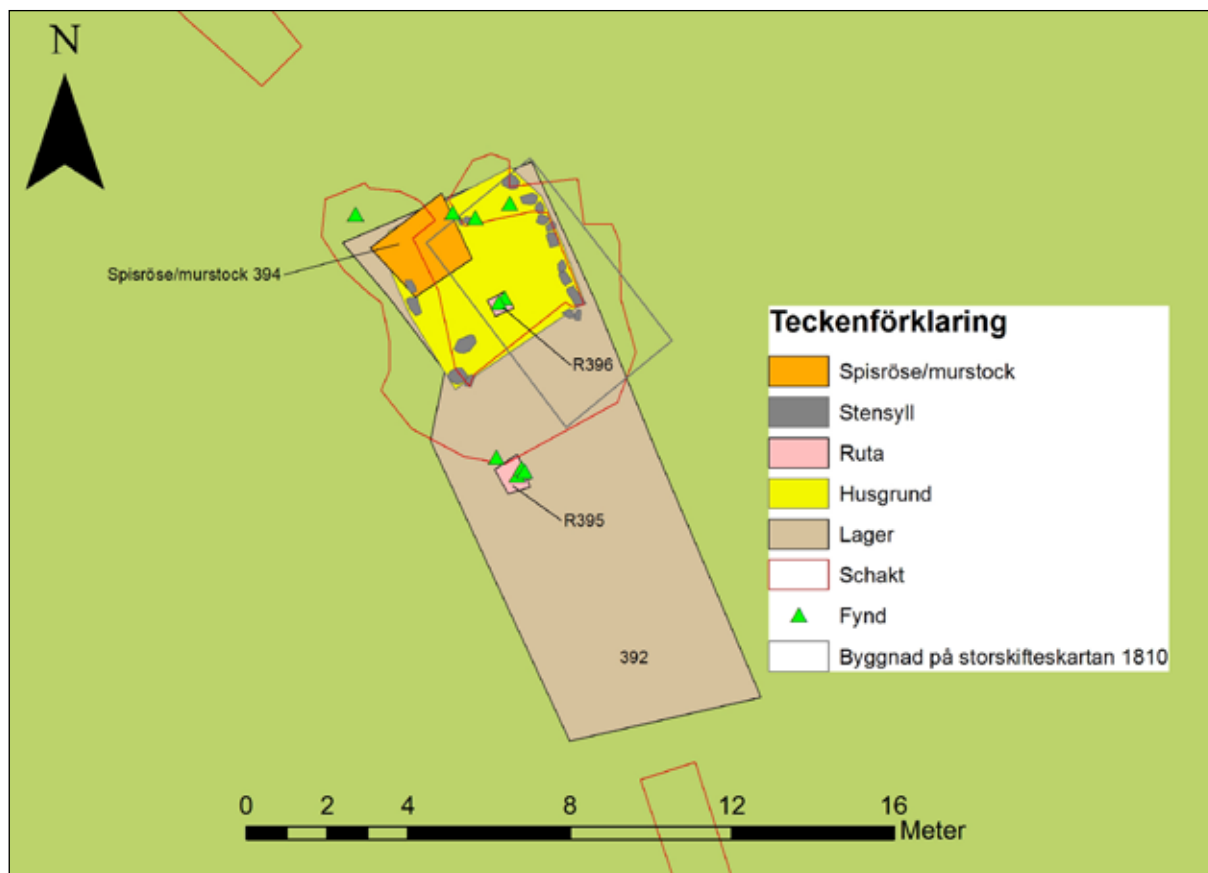 N
Spisröse/murstock 394
R396
R395
392
Teckenförklaring
Spisröse/murstock
Stensyll
Ruta
Husgrund
Lager
Schakt
Fynd
Byggnad på storskifteskartan 1810
0 2 4 8 12 16
Meter